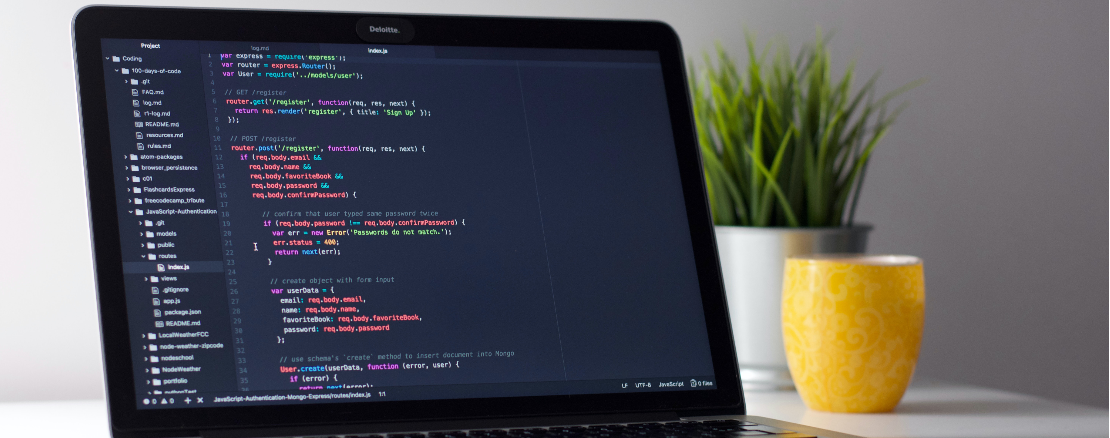 Deloitte.
Project
log.md
index.js
Coding
100-days-of-code
.git
FAQ.md
log.md
r1-log.md
README.md
resources.md
rules.md
atom-packages
browser_persistence
c01
FlashcardsExpress
freecodecamp_tribute
JavaScript-Authentication
.git
models
public
routes
index.js
views
.gitignore
app.js
package.json
README.md
LocalWeatherFCC
node-weather-zipcode
nodeschool
NodeWeather
portfolio
pythonTest
1 var express = require('express');
2 var router = express.Router();
3 var User = require('../models/user');
4
5 // GET /register
6 router.get('/register', function(req, res, next) {
7 return res.render('register', { title: 'Sign Up' });
8 });
9
10 // POST /register
11 router.post('/register', function(req, res, next) {
12 if (req.body.email &&
13 req.body.name &&
14 req.body.favoriteBook &&
15 req.body.password &&
16 req.body.confirmPassword) {
17
18 // confirm that user typed same password twice
19 if (req.body.password !== req.body.confirmPassword) {
20 var err = new Error('Passwords do not match.');
21 err.status = 400;
22 return next(err);
23 }
24
25 // create object with form input
26 var userData = {
27 email: req.body.email,
28 name: req.body.name,
29 favoriteBook: req.body.favoriteBook,
30 password: req.body.password
31 };
32
33 // use schema's `create` method to insert document into Mongo
34 User.create(userData, function (error, user) {
35 if (error) {
36 return next(error);
0 0 JavaScript-Authentication-Mongo-Express/routes/index.js 1:1 LF UTF-8 JavaScript 0 files